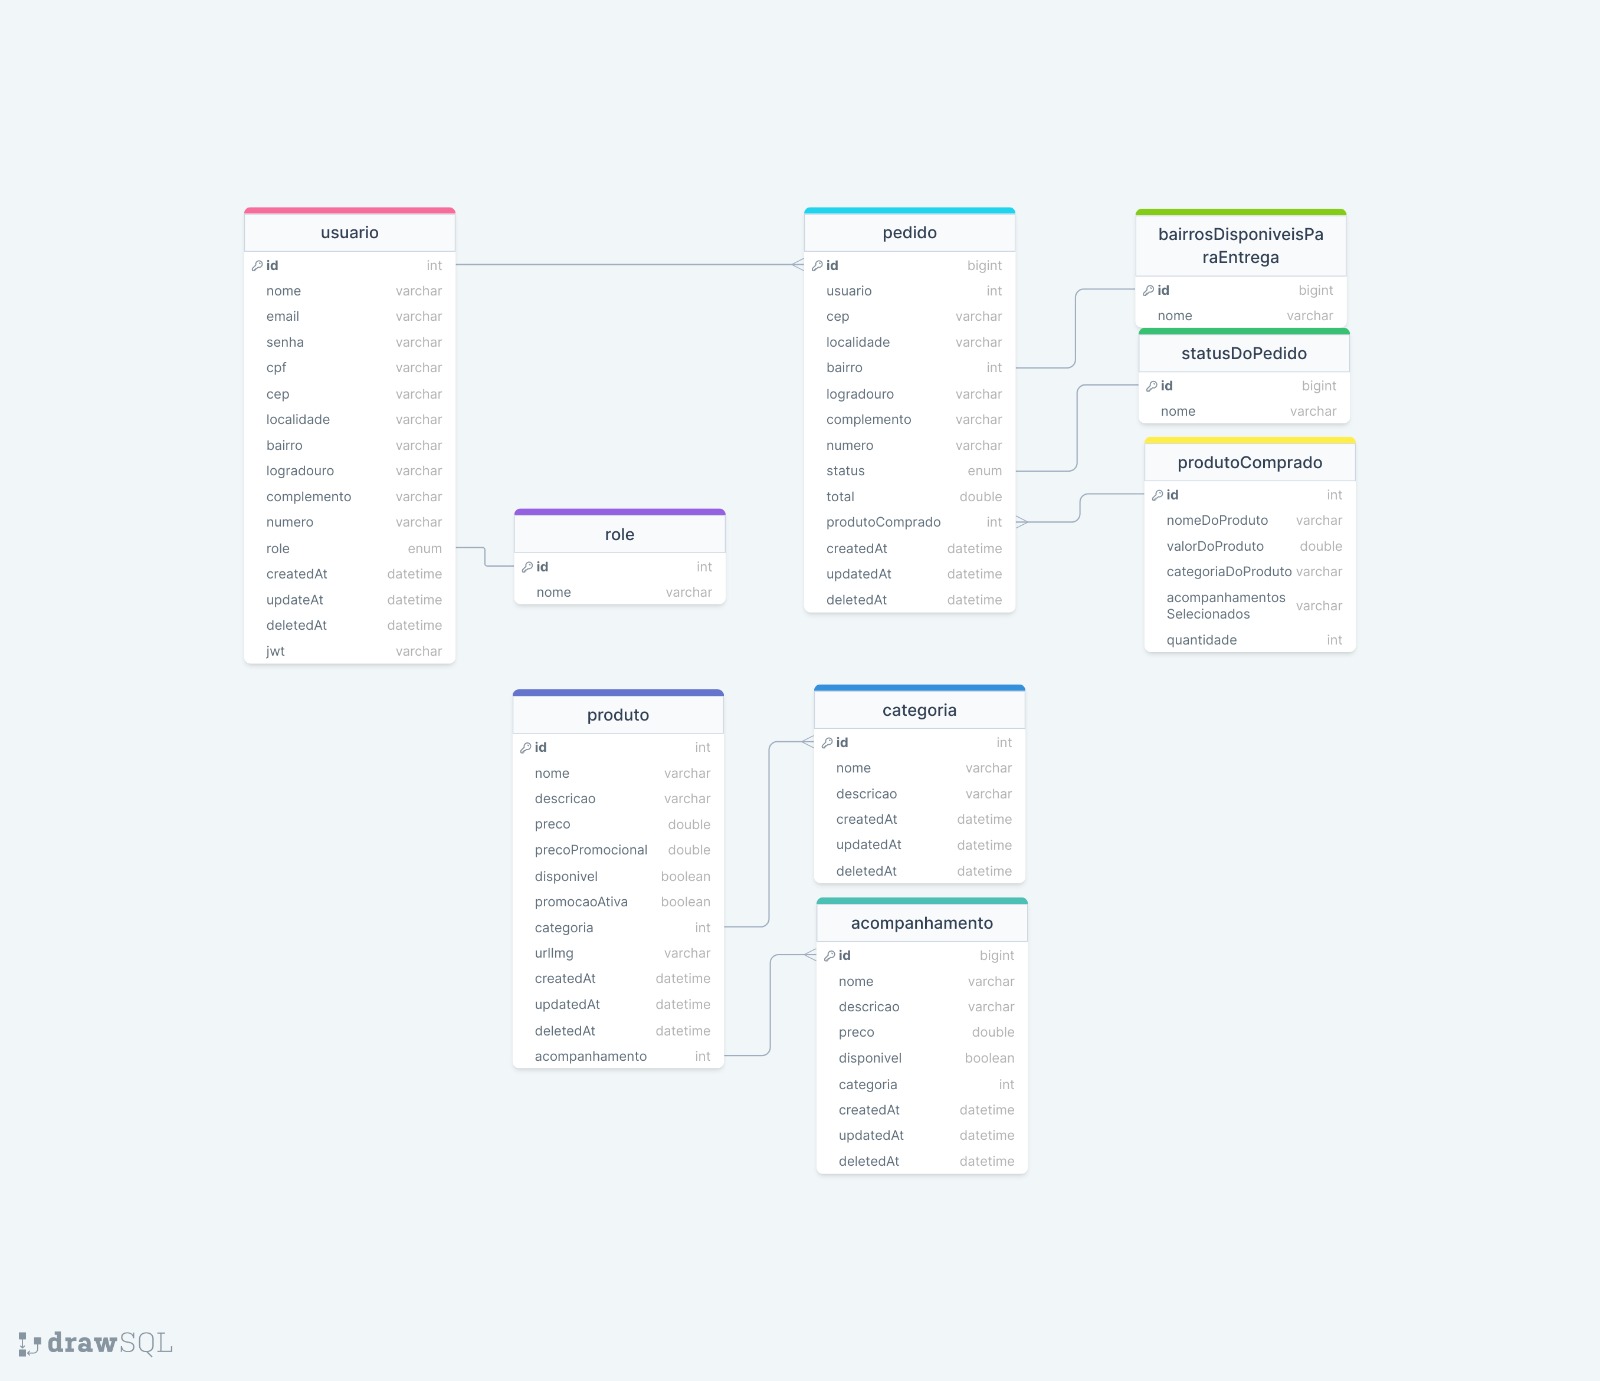 usuario
id int
nome varchar
email varchar
senha varchar
cpf varchar
cep varchar
localidade varchar
bairro varchar
logradouro varchar
complemento varchar
numero varchar
role enum
createdAt datetime
updateAt datetime
deletedAt datetime
jwt varchar
role
id int
nome varchar
pedido
id bigint
usuario int
cep varchar
localidade varchar
bairro int
logradouro varchar
complemento varchar
numero varchar
status enum
total double
produtoComprado int
createdAt datetime
updatedAt datetime
deletedAt datetime
bairrosDisponiveisPa
raEntrega
id bigint
nome varchar
statusDoPedido
id bigint
nome varchar
produtoComprado
id int
nomeDoProduto varchar
valorDoProduto double
categoriaDoProduto varchar
acompanhamentos
Selecionados varchar
quantidade int
produto
id int
nome varchar
descricao varchar
preco double
precoPromocional double
disponivel boolean
promocaoAtiva boolean
categoria int
urlImg varchar
createdAt datetime
updatedAt datetime
deletedAt datetime
acompanhamento int
categoria
id int
nome varchar
descricao varchar
createdAt datetime
updatedAt datetime
deletedAt datetime
acompanhamento
id bigint
nome varchar
descricao varchar
preco double
disponivel boolean
categoria int
createdAt datetime
updatedAt datetime
deletedAt datetime
drawSQL